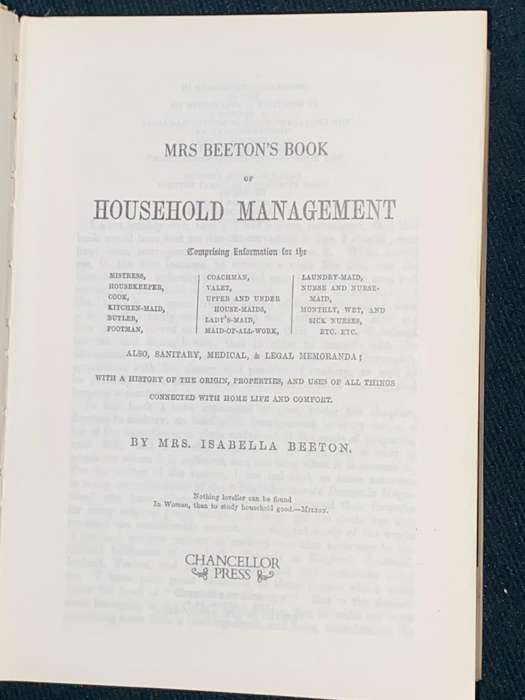 MRS BEETON'S BOOK
OF
HOUSEHOLD MANAGEMENT
Comprising Information for the
MISTRESS,
HOUSEKEEPER,
COOK,
KITCHEN-MAID,
BUTLER,
FOOTMAN,
COACHMAN,
VALET,
UPPER AND UNDER
HOUSE-MAIDS,
LADY'S-MAID,
MAID-OF-ALL-WORK,
LAUNDRY-MAID,
NURSE AND NURSE-
MAID,
MONTHLY, WET, AND
SICK NURSES,
ETC. ETC.
ALSO, SANITARY, MEDICAL, & LEGAL MEMORANDA;
WITH A HISTORY OF THE ORIGIN, PROPERTIES, AND USES OF ALL THINGS
CONNECTED WITH HOME LIFE AND COMFORT.
BY MRS. ISABELLA BEETON.
Nothing lovelier can be found
In Woman, than to study household good.—MILTON.
CHANCELLOR
PRESS